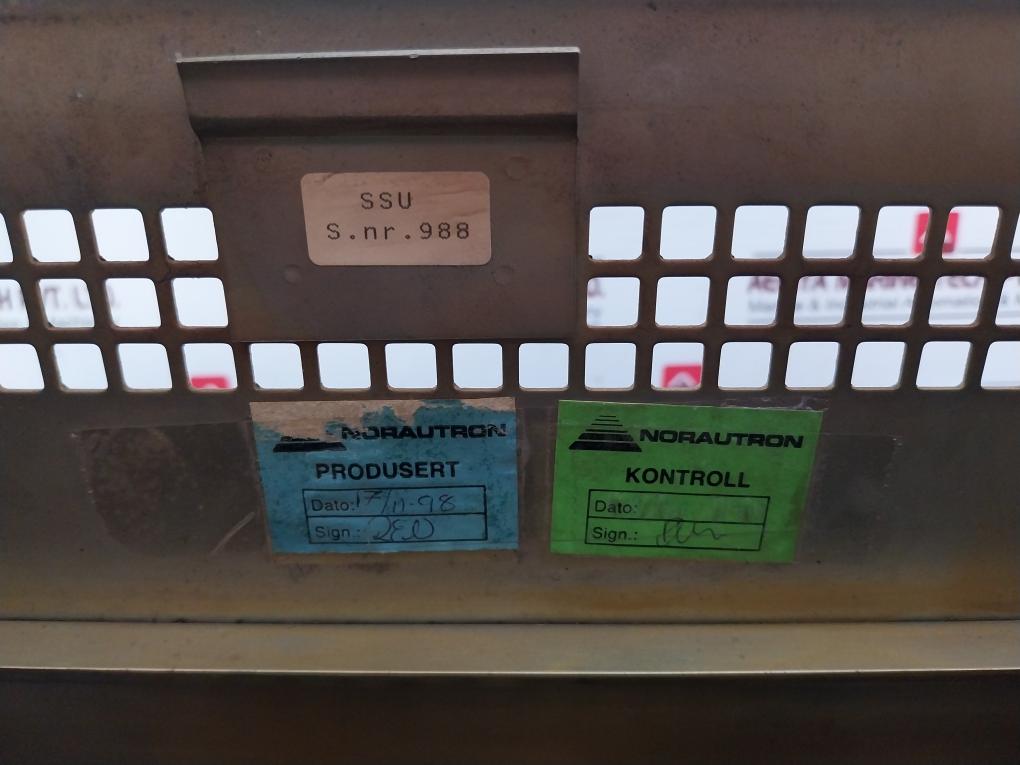 SSU
S.nr.988
NORAUTRON
PRODUSERT
Dato: 17/11-98
Sign.:
NORAUTRON
KONTROLL
Dato:
Sign.: